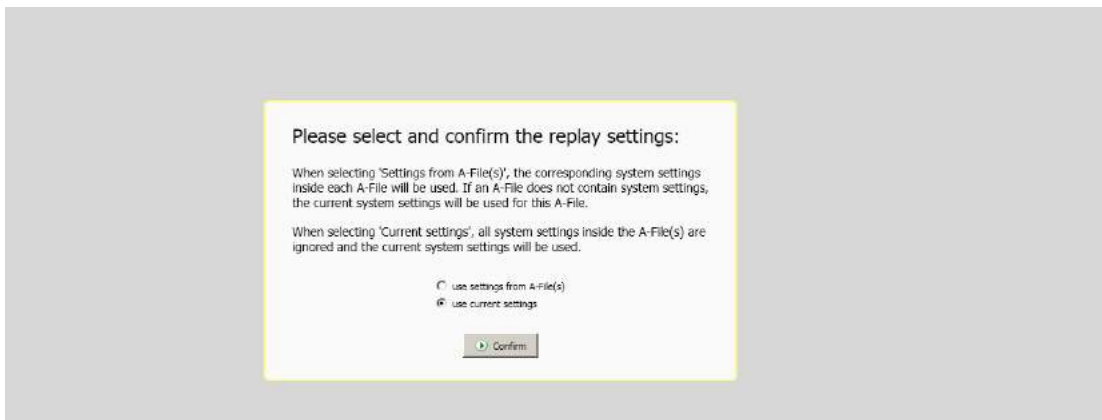 Please select and confirm the replay settings:
When selecting 'Settings from A-File(s)', the corresponding system settings
inside each A-File will be used. If an A-File does not contain system settings,
the current system settings will be used for this A-File.
When selecting 'Current settings', all system settings inside the A-File(s) are
ignored and the current system settings will be used.
use settings from A-File(s)
use current settings
Confirm